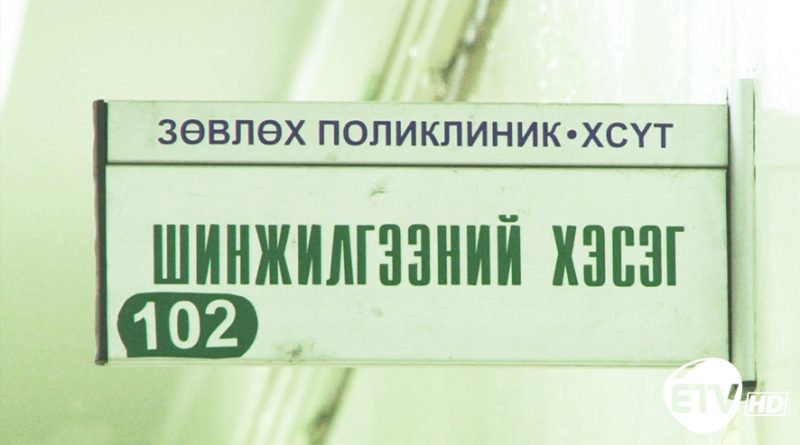 ЗӨВЛӨХ ПОЛИКЛИНИК•ХСҮТ
ШИНЖИЛГЭЭНИЙ ХЭСЭГ
102
ETV HD